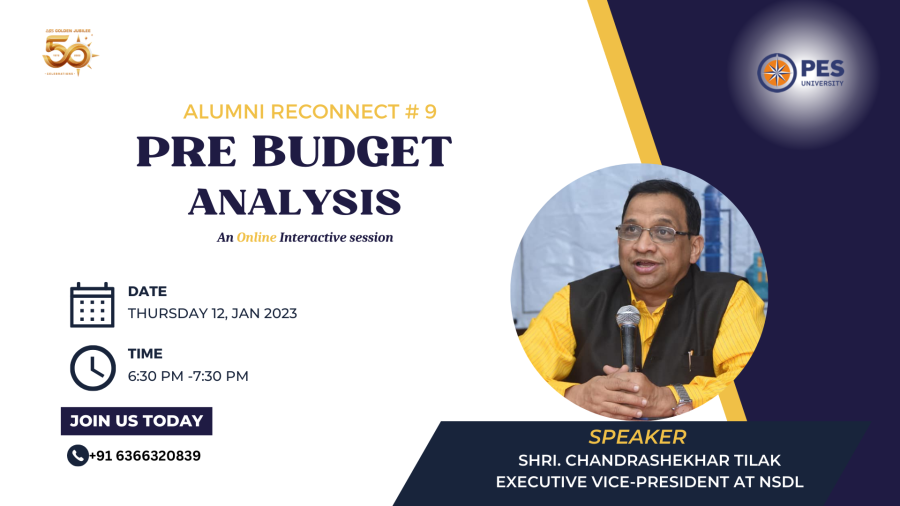 50
ALUMNI RECONNECT # 9
PRE BUDGET
ANALYSIS
An Online Interactive session
DATE
THURSDAY 12, JAN 2023
TIME
6:30 PM -7:30 PM
JOIN US TODAY
+91 6366320839
PES
UNIVERSITY
SPEAKER
SHRI. CHANDRASHEKHAR TILAK
EXECUTIVE VICE-PRESIDENT AT NSDL